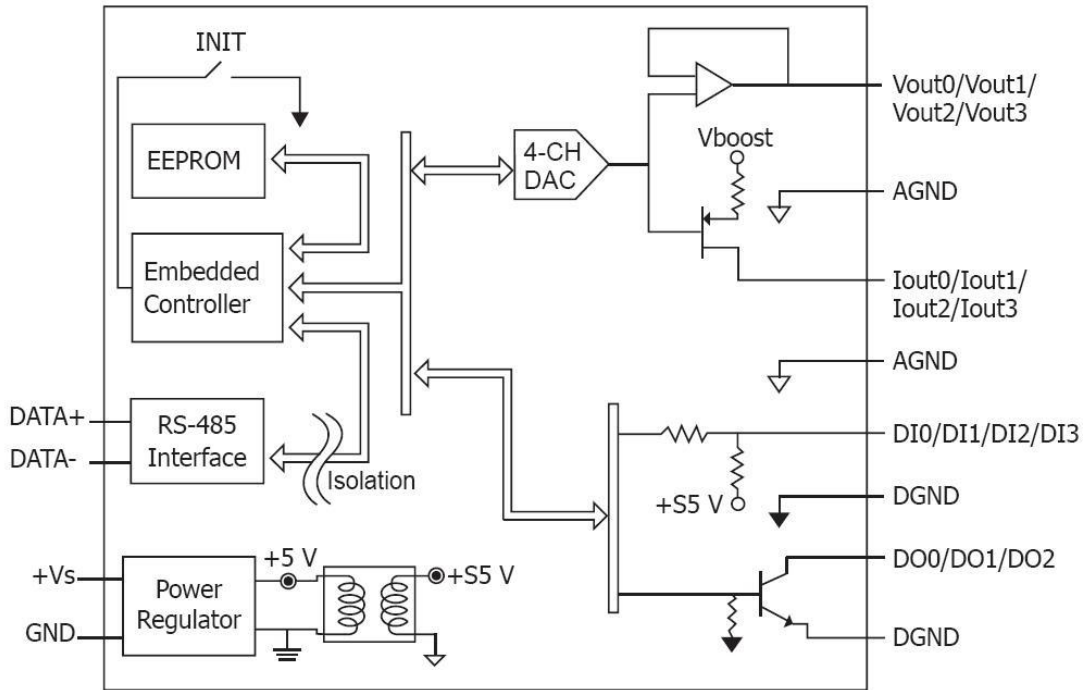 INIT
EEPROM
Embedded
Controller
DATA+
DATA-
RS-485
Interface
Isolation
+Vs
GND
Power
Regulator
+5 V
+S5 V
4-CH
DAC
Vboost
Vout0/Vout1/
Vout2/Vout3
AGND
Iout0/Iout1/
Iout2/Iout3
AGND
DI0/DI1/DI2/DI3
+S5 V
DGND
DO0/DO1/DO2
DGND